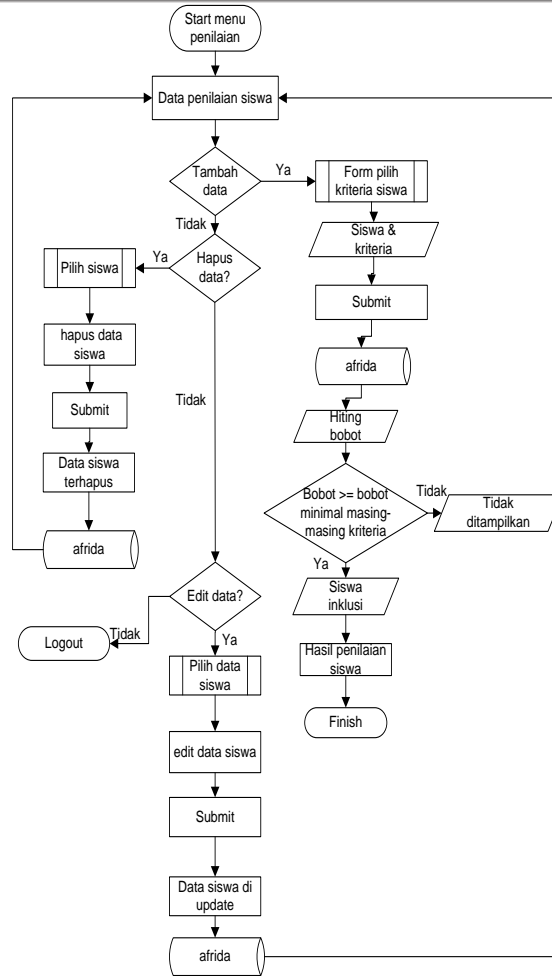 Start menu
penilaian
Data penilaian siswa
Tambah
data
Ya
Form pilih
kriteria siswa
Tidak
Siswa &
kriteria
Hapus
data?
Ya
Pilih siswa
Submit
hapus data
siswa
afrida
Tidak
Submit
Hiting
bobot
Data siswa
terhapus
Bobot >= bobot
minimal masing-
masing kriteria
Tidak
Tidak
ditampilkan
afrida
Ya
Siswa
inklusi
Edit data?
Tidak
Logout
Ya
Hasil penilaian
siswa
Pilih data
siswa
Finish
edit data siswa
Submit
Data siswa di
update
afrida